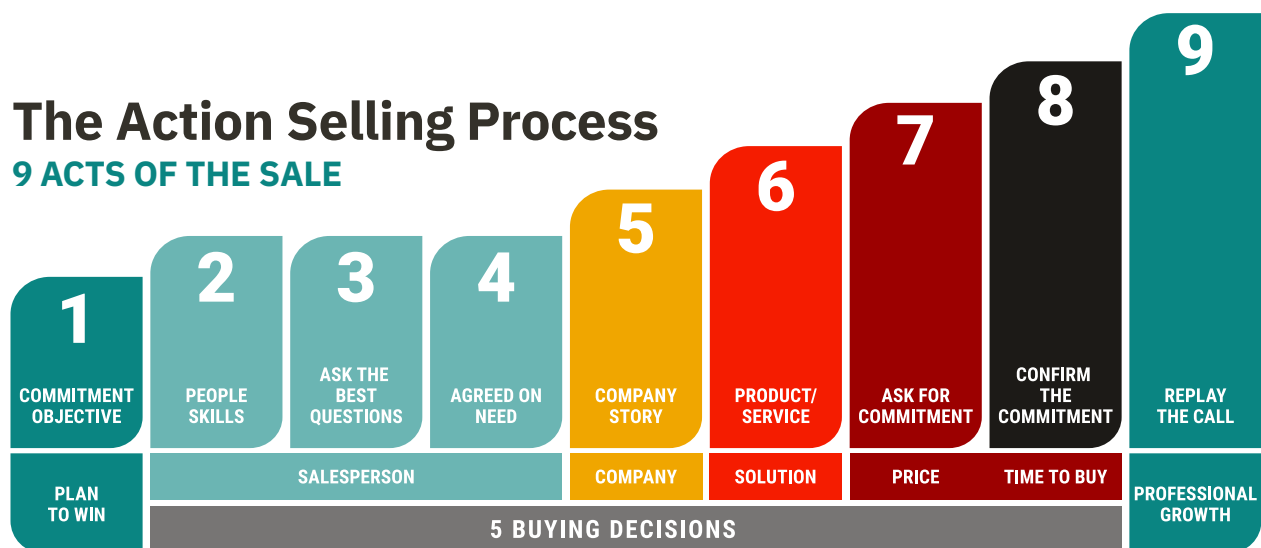 The Action Selling Process
9 ACTS OF THE SALE
1
COMMITMENT
OBJECTIVE
2
PEOPLE
SKILLS
3
ASK THE
BEST
QUESTIONS
4
AGREED ON
NEED
5
COMPANY
STORY
6
PRODUCT/
SERVICE
7
ASK FOR
COMMITMENT
8
CONFIRM
THE
COMMITMENT
9
REPLAY
THE CALL
PLAN
TO WIN
SALESPERSON
COMPANY
SOLUTION
PRICE
TIME TO BUY
5 BUYING DECISIONS
PROFESSIONAL
GROWTH